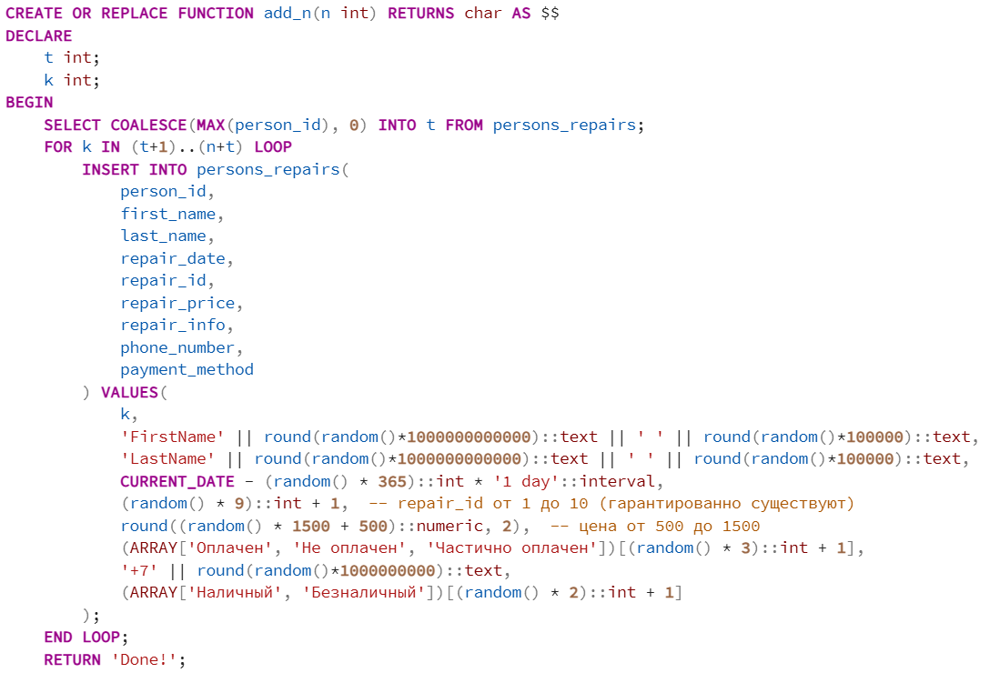 CREATE OR REPLACE FUNCTION add_n(n int) RETURNS char AS $$
DECLARE
    t int;
    k int;
BEGIN
    SELECT COALESCE(MAX(person_id), 0) INTO t FROM persons_repairs;
    FOR k IN (t+1)..(n+t) LOOP
        INSERT INTO persons_repairs(
            person_id,
            first_name,
            last_name,
            repair_date,
            repair_id,
            repair_price,
            repair_info,
            phone_number,
            payment_method
        ) VALUES(
            k,
            'FirstName' || round(random()*1000000000000)::text || ' ' || round(random()*100000)::text,
            'LastName' || round(random()*1000000000000)::text || ' ' || round(random()*100000)::text,
            CURRENT_DATE - (random() * 365)::int * '1 day'::interval,
            (random() * 9)::int + 1,  -- repair_id от 1 до 10 (гарантированно существуют)
            round((random() * 1500 + 500)::numeric, 2),  -- цена от 500 до 1500
            (ARRAY['Оплачен', 'Не оплачен', 'Частично оплачен'])[(random() * 3)::int + 1],
            '+7' || round(random()*1000000000)::text,
            (ARRAY['Наличный', 'Безналичный'])[(random() * 2)::int + 1]
        );
    END LOOP;
    RETURN 'Done!';